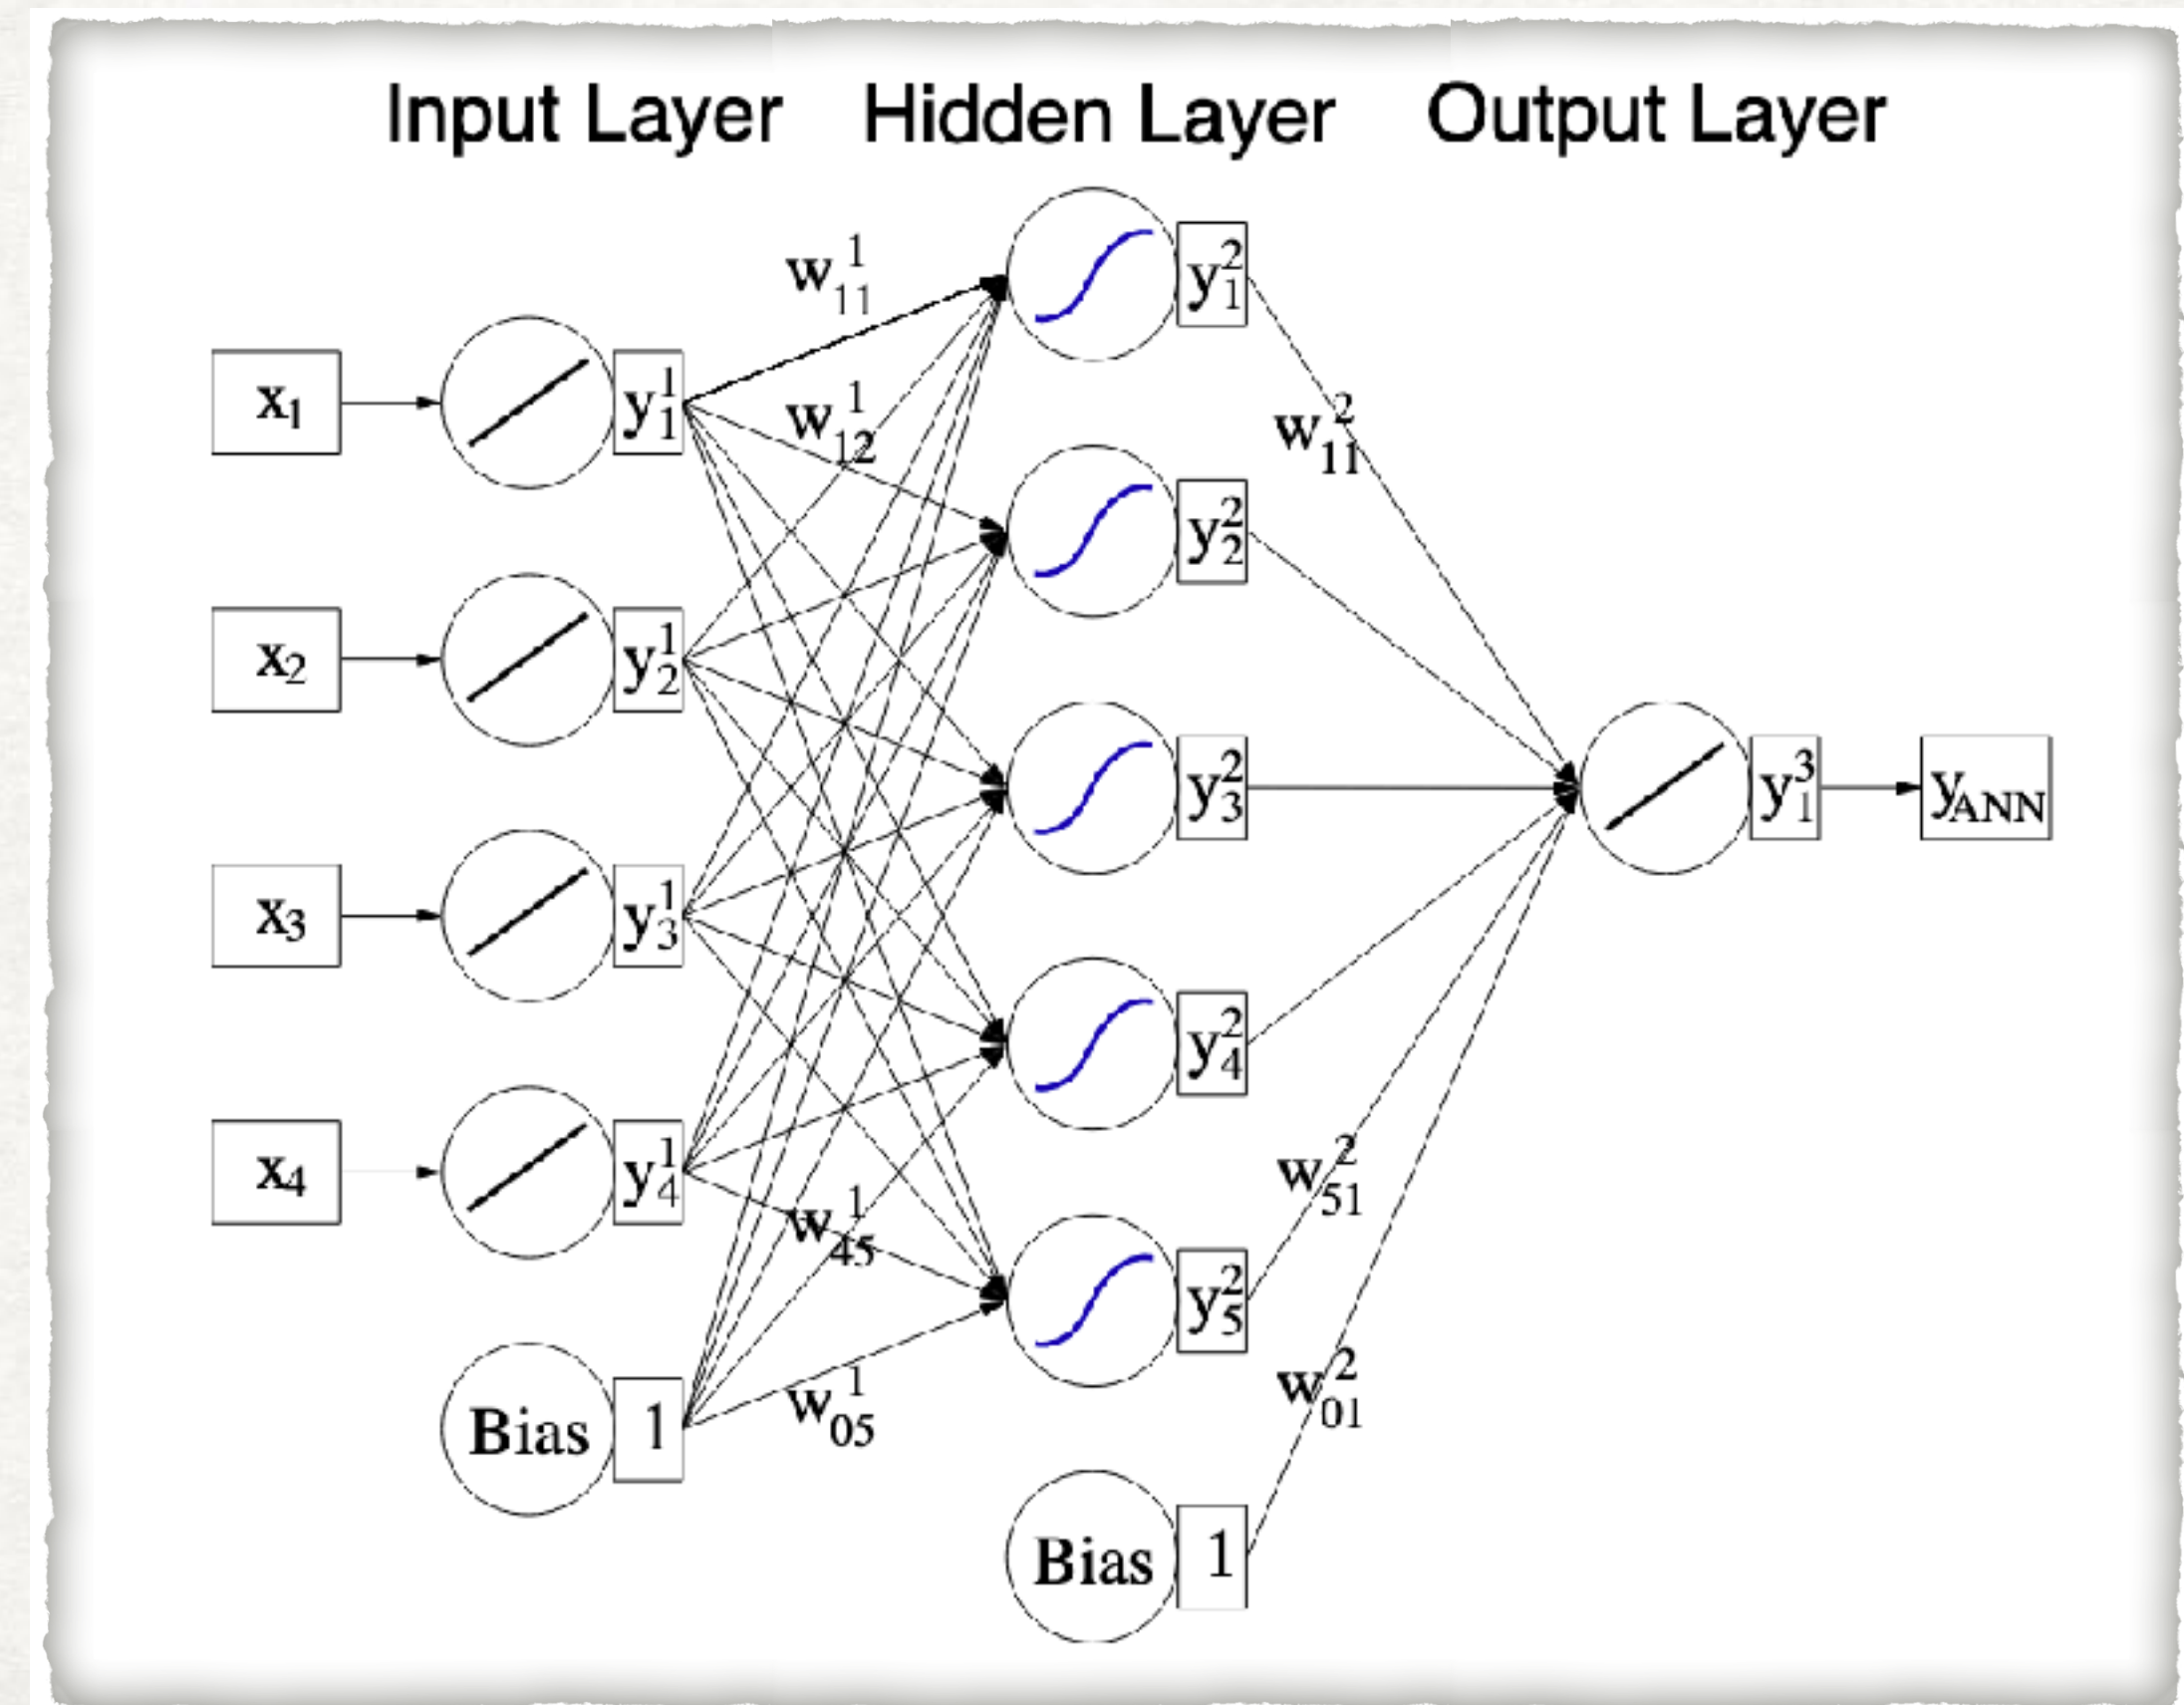 Input Layer Hidden Layer Output Layer
w¹₁₁
y²₁
x₁ y¹₁
w¹₁₂
w²₁₁
y²₂
x₂ y¹₂
y²₃ y³₁ yANN
x₃ y¹₃
y²₄
x₄ y¹₄
w¹₄₅
w²₅₁
y²₅
w¹₀₅
w²₀₁
Bias 1
Bias 1